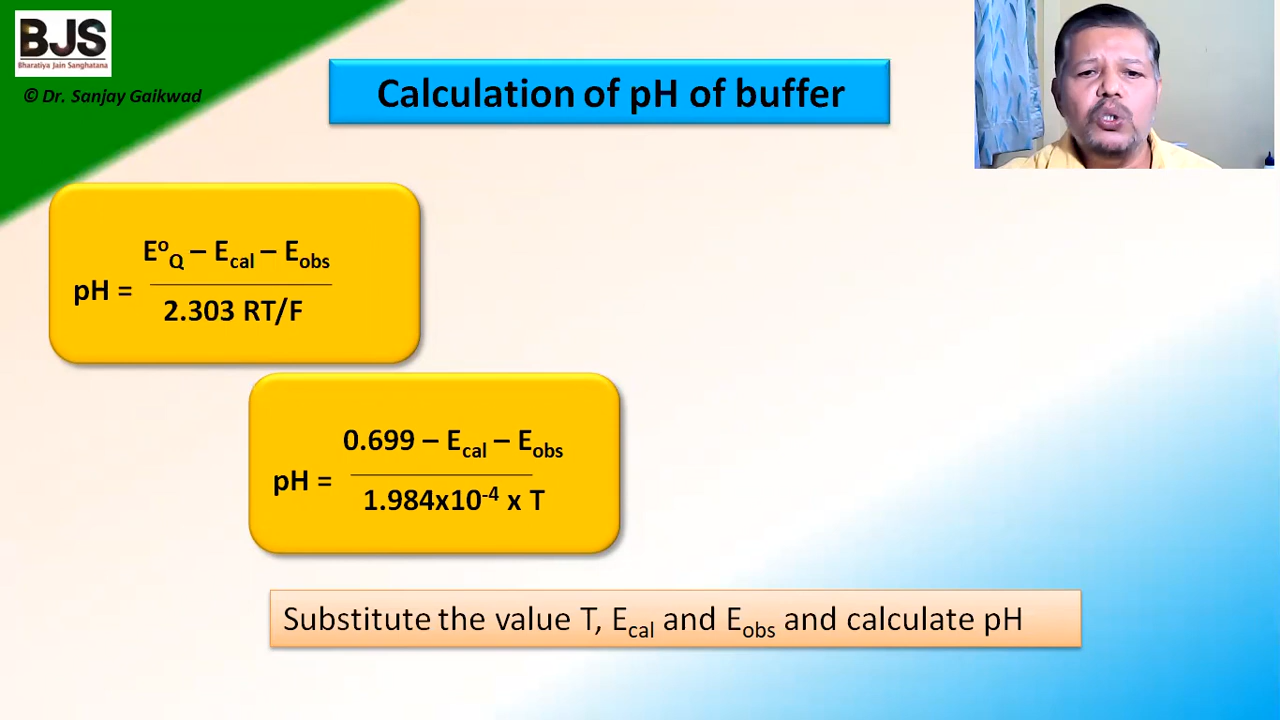 BJS
Bharatiya Jain Sanghatana
© Dr. Sanjay Gaikwad
Calculation of pH of buffer
E⁰Q – Ecal – Eobs
pH =
2.303 RT/F
0.699 – Ecal – Eobs
pH =
1.984x10⁻⁴ x T
Substitute the value T, Ecal and Eobs and calculate pH